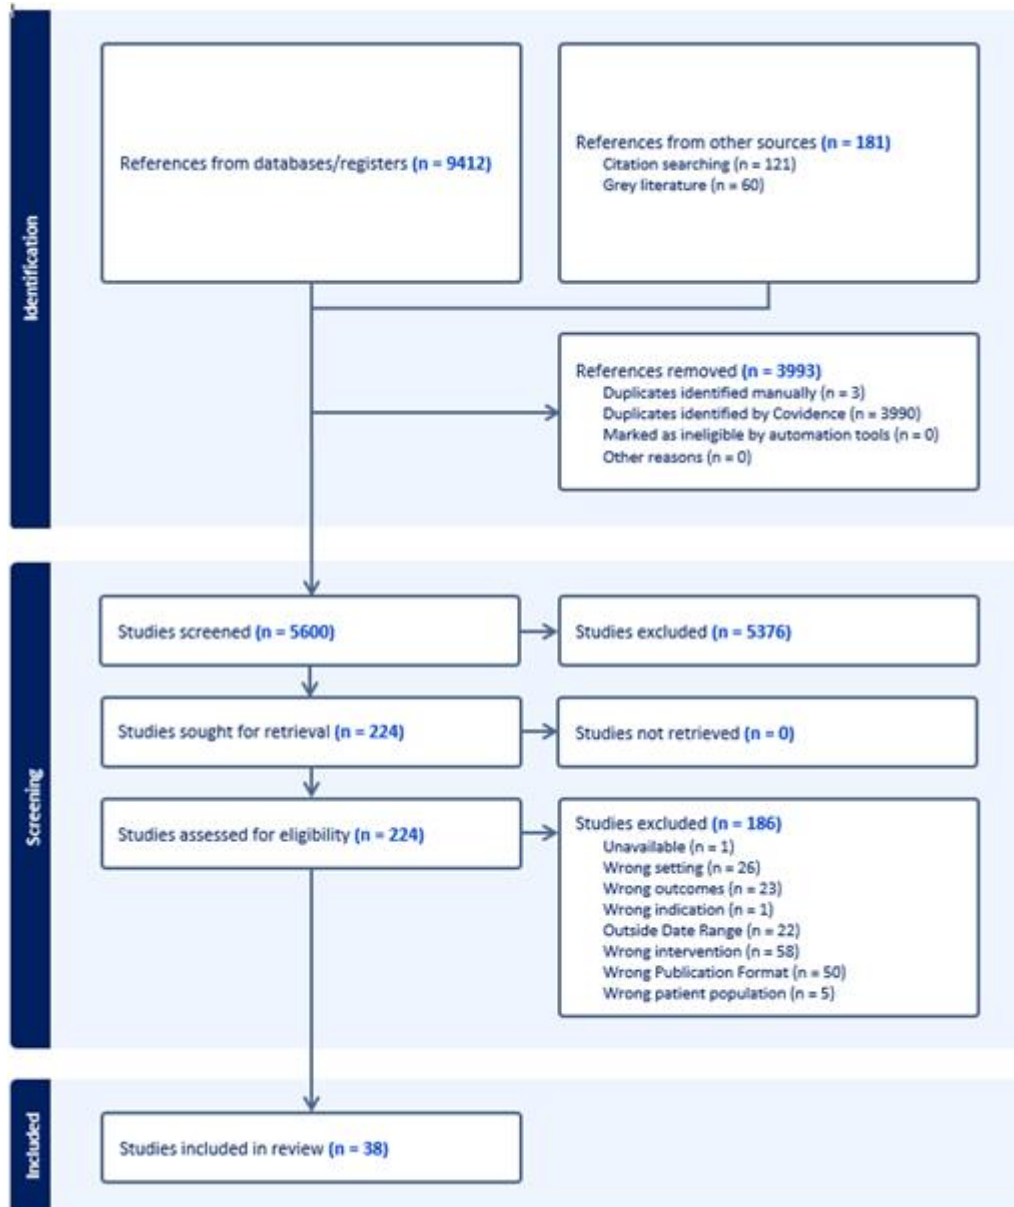 Identification
References from databases/registers (n = 9412)
References from other sources (n = 181)
Citation searching (n = 121)
Grey literature (n = 60)
References removed (n = 3993)
Duplicates identified manually (n = 3)
Duplicates identified by Covidence (n = 3990)
Marked as ineligible by automation tools (n = 0)
Other reasons (n = 0)
Screening
Studies screened (n = 5600)
Studies excluded (n = 5376)
Studies sought for retrieval (n = 224)
Studies not retrieved (n = 0)
Studies assessed for eligibility (n = 224)
Studies excluded (n = 186)
Unavailable (n = 1)
Wrong setting (n = 26)
Wrong outcomes (n = 23)
Wrong indication (n = 1)
Outside Date Range (n = 22)
Wrong intervention (n = 58)
Wrong Publication Format (n = 50)
Wrong patient population (n = 5)
Included
Studies included in review (n = 38)